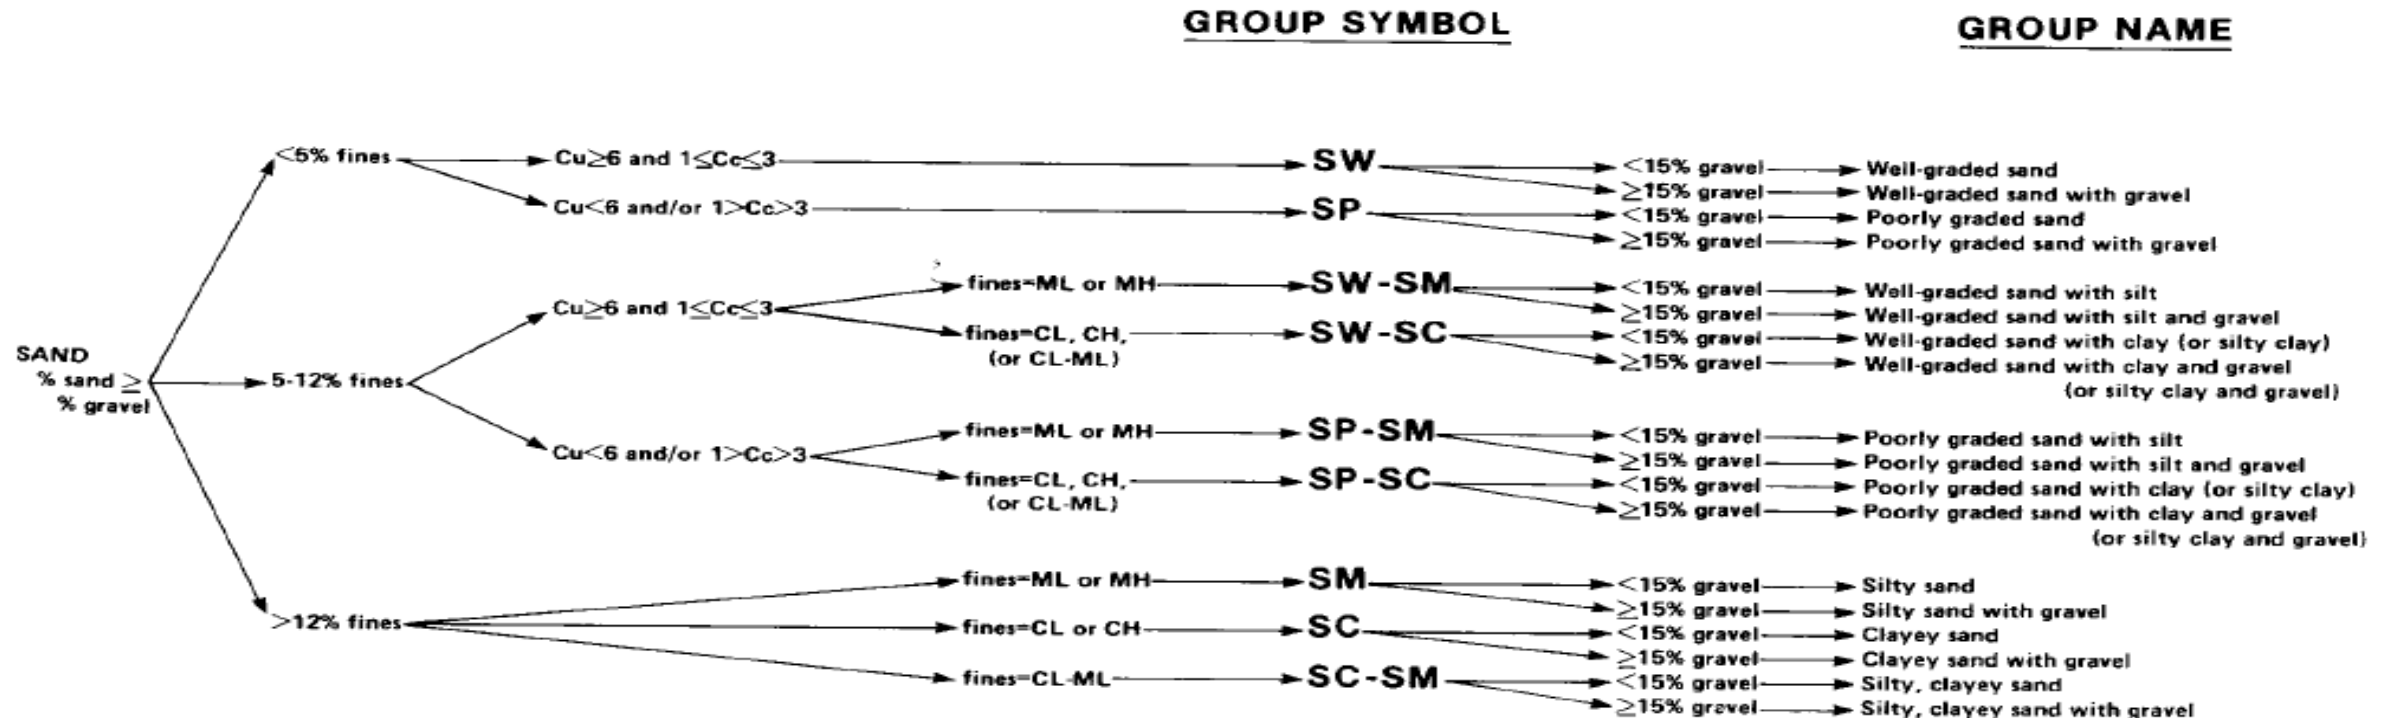 GROUP SYMBOL GROUP NAME
<5% fines Cu≥6 and 1≤Cc≤3 SW <15% gravel Well-graded sand
≥15% gravel Well-graded sand with gravel
Cu<6 and/or 1>Cc>3 SP <15% gravel Poorly graded sand
≥15% gravel Poorly graded sand with gravel
fines=ML or MH SW-SM <15% gravel Well-graded sand with silt
Cu≥6 and 1≤Cc≤3 ≥15% gravel Well-graded sand with silt and gravel
fines=CL, CH, SW-SC <15% gravel Well-graded sand with clay (or silty clay)
(or CL-ML) ≥15% gravel Well-graded sand with clay and gravel
(or silty clay and gravel)
SAND
% sand ≥ 5-12% fines
% gravel
fines=ML or MH SP-SM <15% gravel Poorly graded sand with silt
Cu<6 and/or 1>Cc>3 ≥15% gravel Poorly graded sand with silt and gravel
fines=CL, CH, SP-SC <15% gravel Poorly graded sand with clay (or silty clay)
(or CL-ML) ≥15% gravel Poorly graded sand with clay and gravel
(or silty clay and gravel)
fines=ML or MH SM <15% gravel Silty sand
≥15% gravel Silty sand with gravel
>12% fines fines=CL or CH SC <15% gravel Clayey sand
≥15% gravel Clayey sand with gravel
fines=CL-ML SC-SM <15% gravel Silty, clayey sand
≥15% gravel Silty, clayey sand with gravel